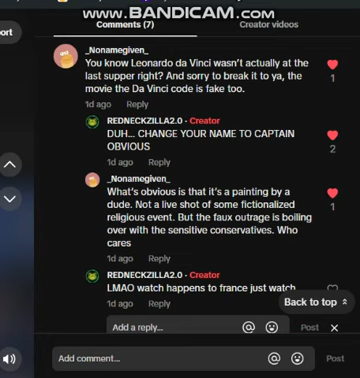 www.BANDICAM.com
Comments (7)
Creator videos
ort
_Nonamegiven_
You know Leonardo da Vinci wasn't actually at the
last supper right? And sorry to break it to ya, the
movie the Da Vinci code is fake too.
1d ago Reply
1
REDNECKZILLA2.0 · Creator
DUH... CHANGE YOUR NAME TO CAPTAIN
OBVIOUS
1d ago Reply
2
_Nonamegiven_
What's obvious is that it's a painting by a
dude. Not a live shot of some fictionalized
religious event. But the faux outrage is boiling
over with the sensitive conservatives. Who
cares
1d ago Reply
1
REDNECKZILLA2.0 · Creator
LMAO watch happens to france just watch
1d ago Reply
Back to top
Add a reply...
Post
Add comment...
Post